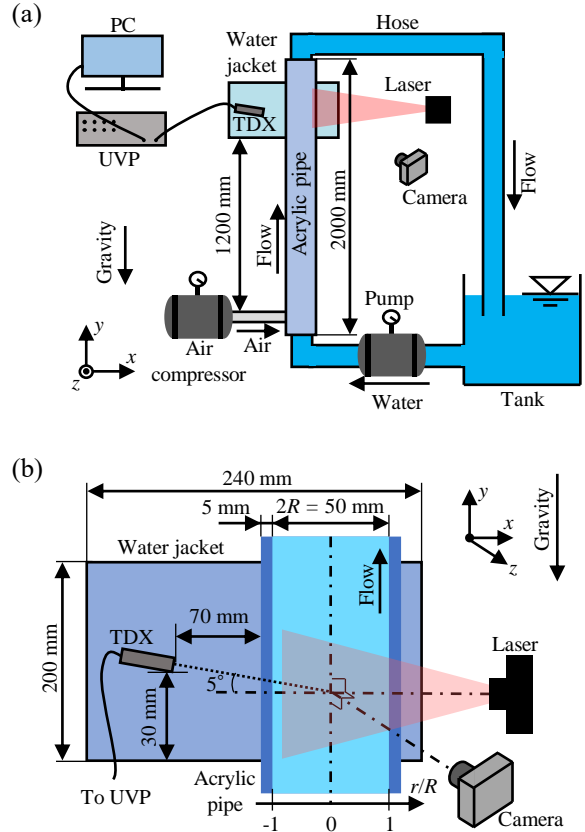 (a)
PC
Water
jacket
Hose
Laser
TDX
UVP
Camera
1200 mm
Flow
Acrylic pipe
2000 mm
Flow
Gravity
Pump
y
x
z
Air
compressor
Air
Water
Tank
(b)
240 mm
5 mm
2R = 50 mm
y
x
z
Gravity
Water jacket
Flow
70 mm
TDX
Laser
200 mm
5°
30 mm
To UVP
Acrylic
pipe
r/R
-1
0
1
Camera